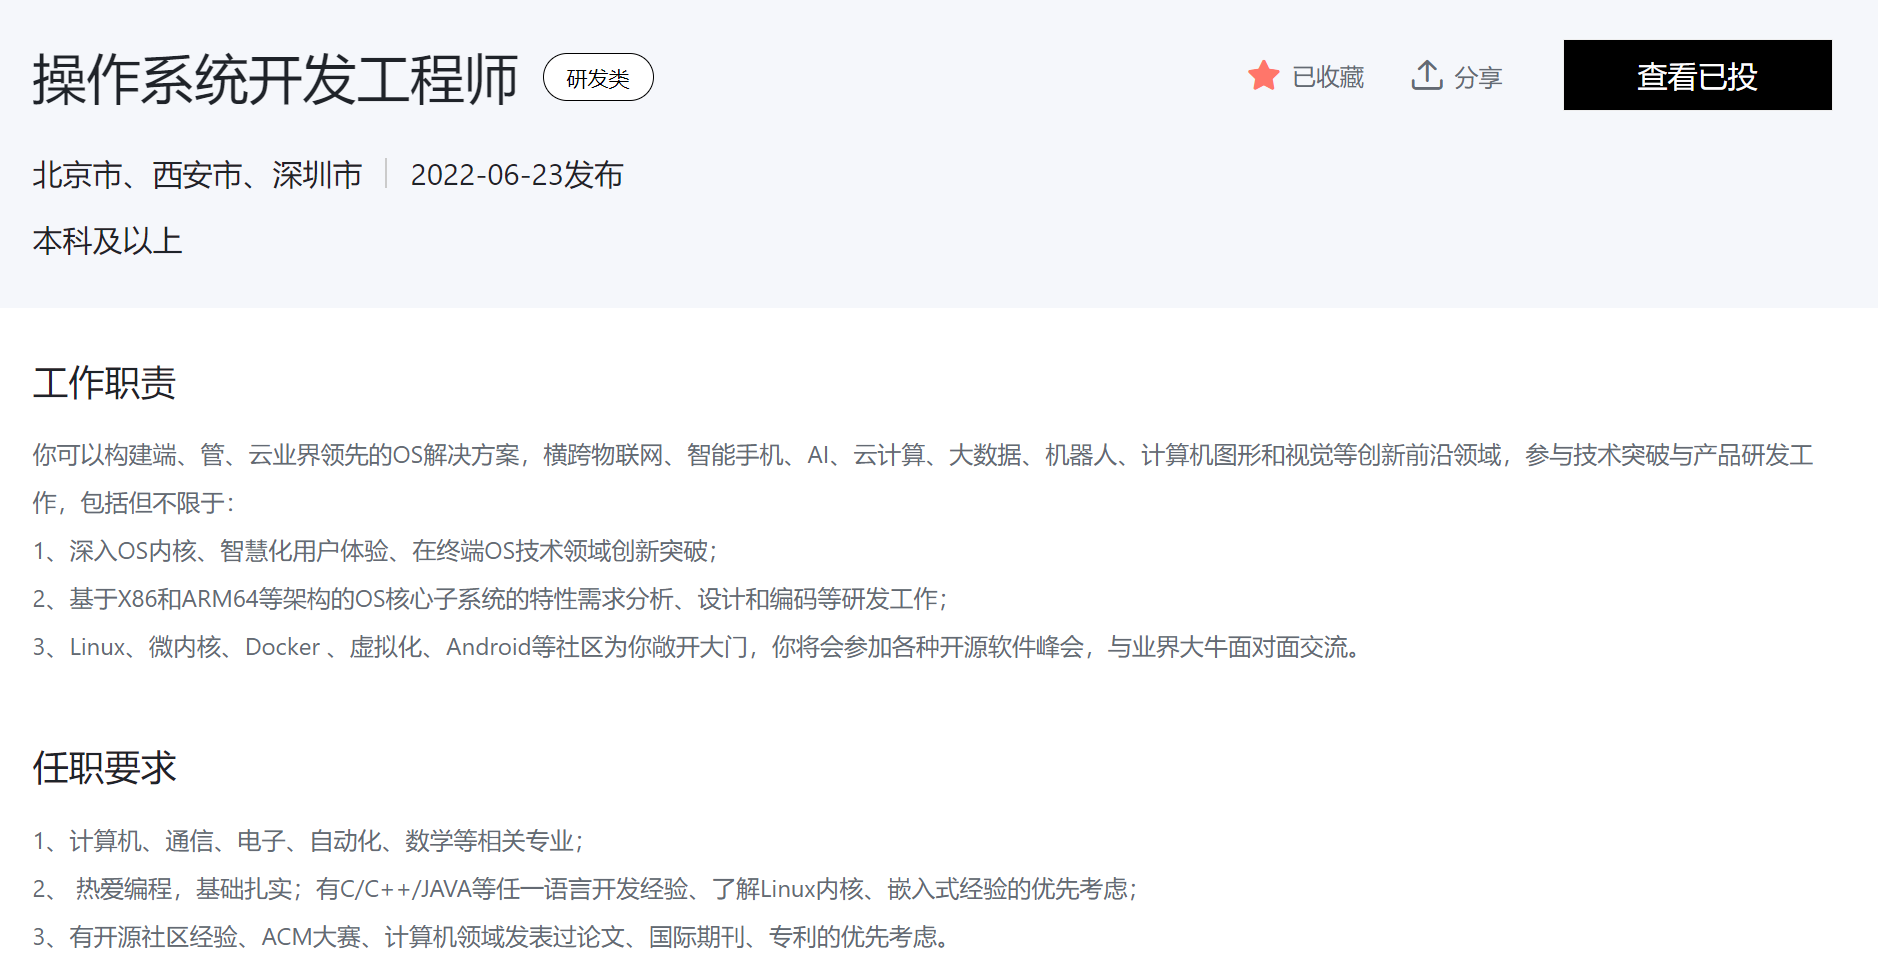 操作系统开发工程师 研发类 已收藏 分享 查看已投
北京市、西安市、深圳市 2022-06-23发布
本科及以上
工作职责
你可以构建端、管、云业界领先的OS解决方案，横跨物联网、智能手机、AI、云计算、大数据、机器人、计算机图形和视觉等创新前沿领域，参与技术突破与产品研发工
作，包括但不限于：
1、深入OS内核、智慧化用户体验、在终端OS技术领域创新突破；
2、基于X86和ARM64等架构的OS核心子系统的特性需求分析、设计和编码等研发工作；
3、Linux、微内核、Docker 、虚拟化、Android等社区为你敞开大门，你将会参加各种开源软件峰会，与业界大牛面对面交流。
任职要求
1、计算机、通信、电子、自动化、数学等相关专业；
2、 热爱编程，基础扎实；有C/C++/JAVA等任一语言开发经验、了解Linux内核、嵌入式经验的优先考虑；
3、有开源社区经验、ACM大赛、计算机领域发表过论文、国际期刊、专利的优先考虑。